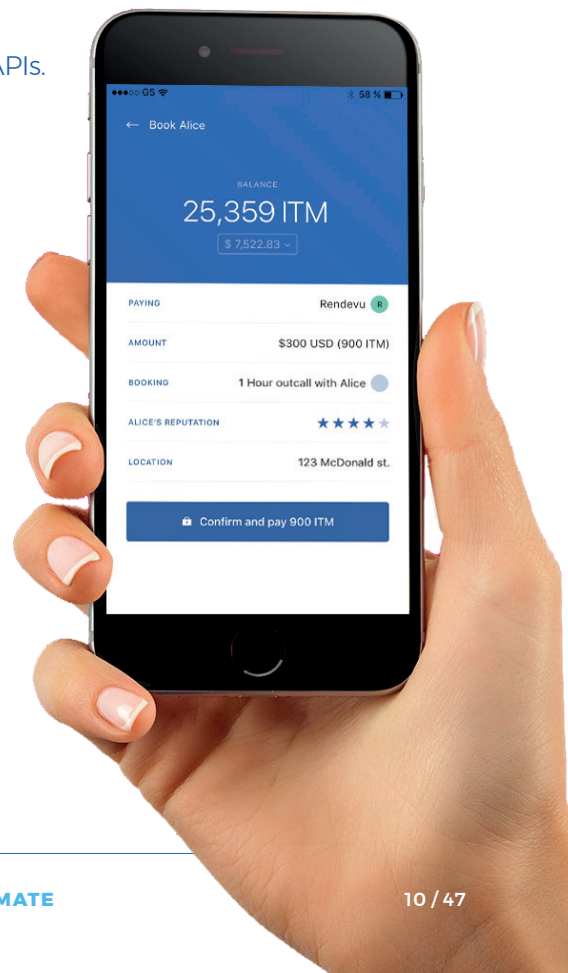 APIs.
GS 58 %
← Book Alice
BALANCE
25,359 ITM
$ 7,522.83
PAYING Rendevu R
AMOUNT $300 USD (900 ITM)
BOOKING 1 Hour outcall with Alice
ALICE'S REPUTATION ★★★★★
LOCATION 123 McDonald st.
Confirm and pay 900 ITM
MATE 10 / 47